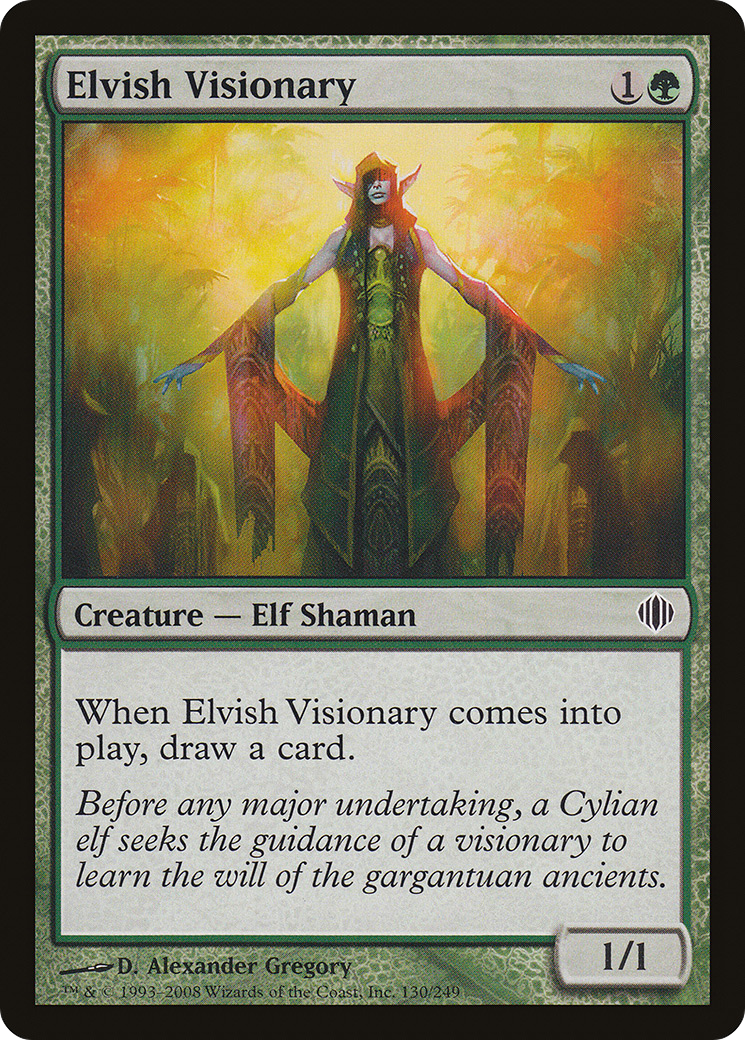 Elvish Visionary 1
Creature — Elf Shaman
When Elvish Visionary comes into
play, draw a card.
Before any major undertaking, a Cylian
elf seeks the guidance of a visionary to
learn the will of the gargantuan ancients.
1/1
D. Alexander Gregory
™ & © 1993–2008 Wizards of the Coast, Inc. 130/249